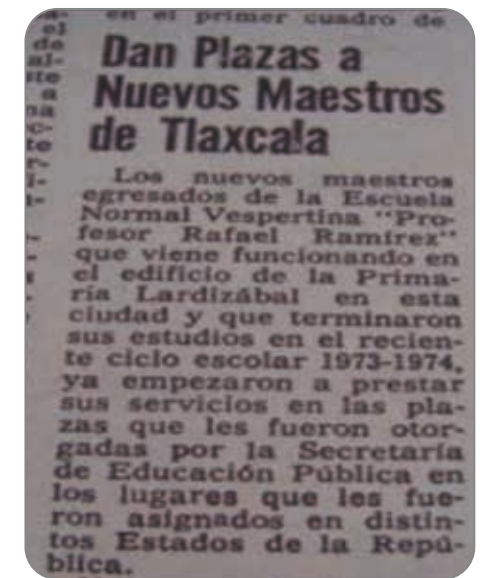 en el primer cuadro de
Dan Plazas a
Nuevos Maestros
de Tlaxcala
Los nuevos maestros
egresados de la Escuela
Normal Vespertina "Pro-
fesor Rafael Ramírez"
que viene funcionando en
el edificio de la Prima-
ria Lardizábal en esta
ciudad y que terminaron
sus estudios en el recien-
te ciclo escolar 1973-1974,
ya empezaron a prestar
sus servicios en las pla-
zas que les fueron otor-
gadas por la Secretaría
de Educación Pública en
los lugares que les fue-
ron asignados en distin-
tos Estados de la Repú-
blica.